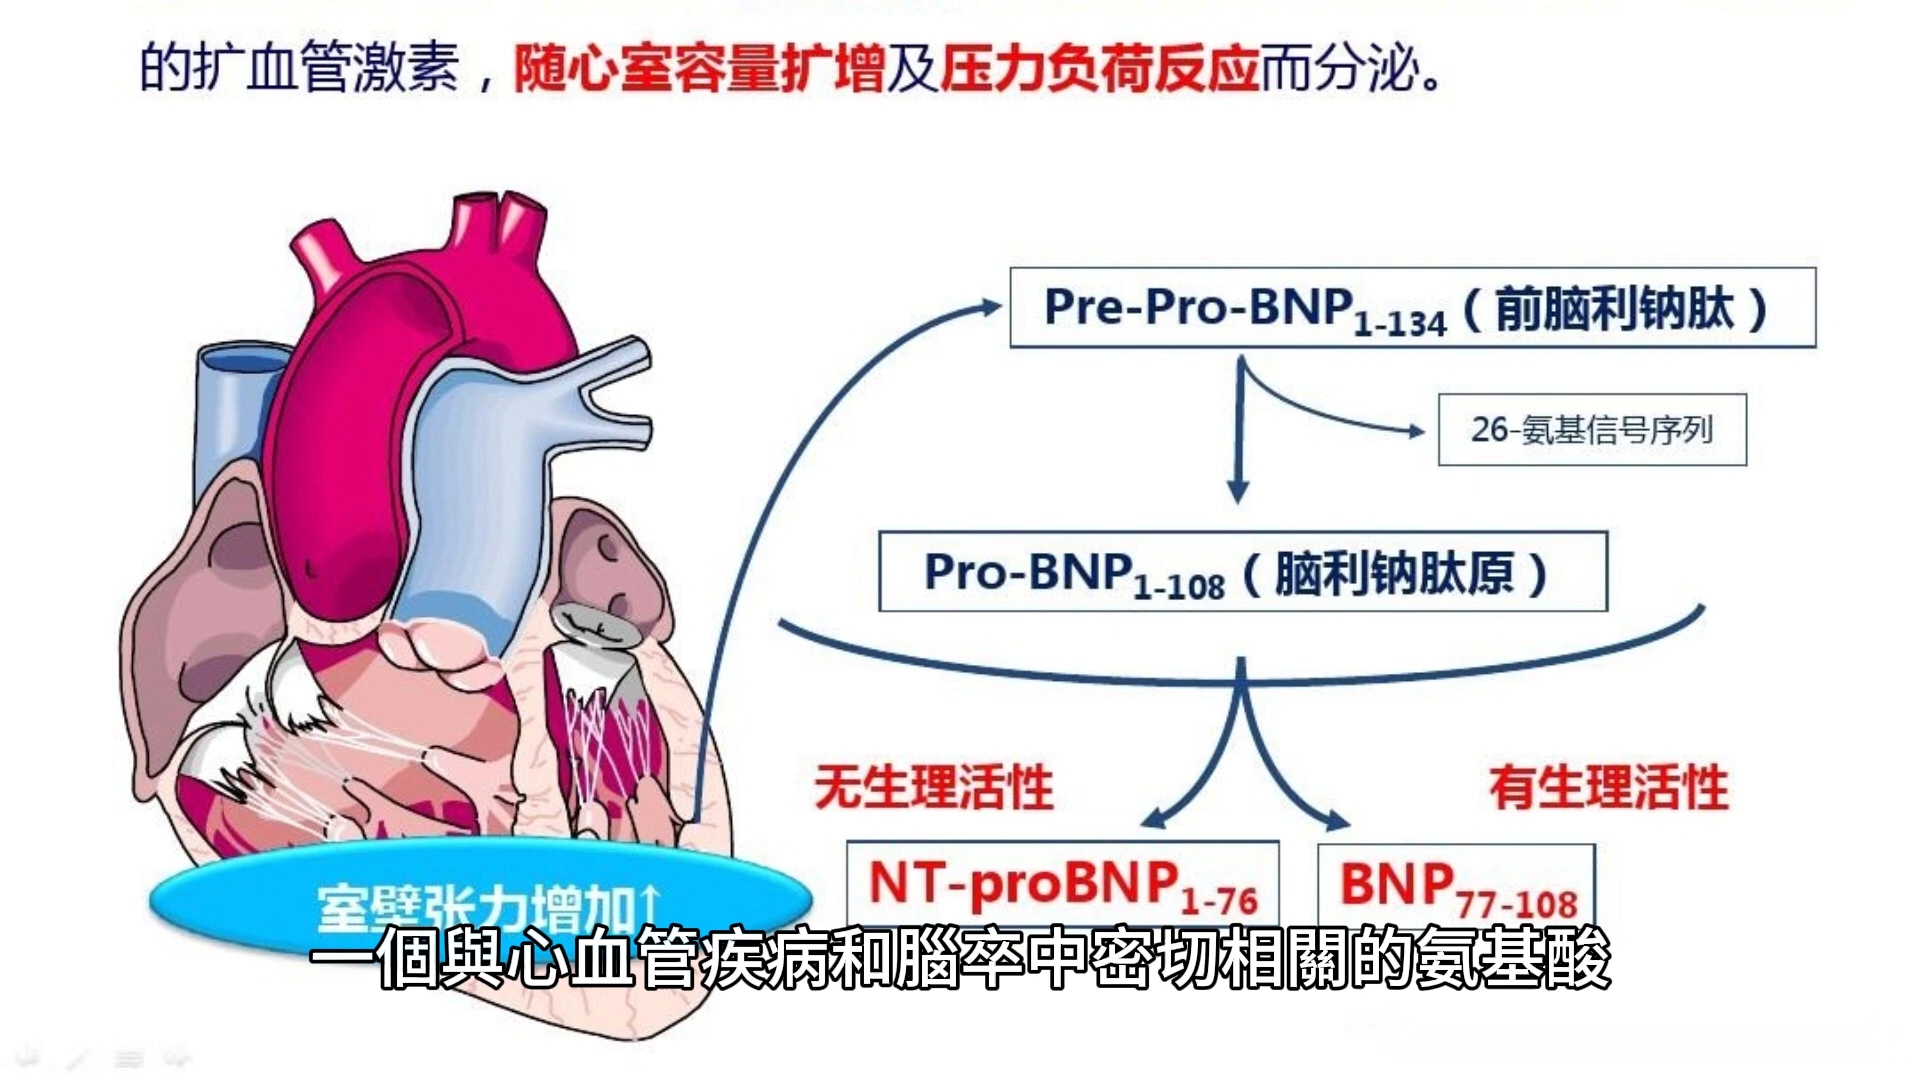 的扩血管激素，随心室容量扩增及压力负荷反应而分泌。
Pre-Pro-BNP1-134（前脑利钠肽）
26-氨基信号序列
Pro-BNP1-108（脑利钠肽原）
无生理活性
有生理活性
NT-proBNP1-76
BNP77-108
室壁张力增加↑
一個與心血管疾病和腦卒中密切相關的氨基酸